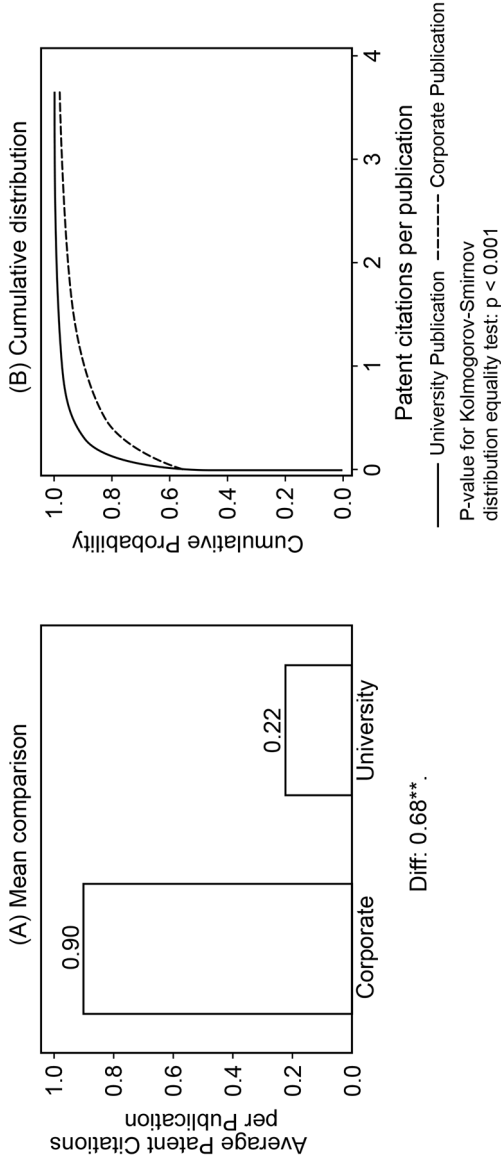 (A) Mean comparison
Average Patent Citations
per Publication
1.0
0.8
0.6
0.4
0.2
0.0
0.90
0.22
Corporate
University
Diff: 0.68**.
(B) Cumulative distribution
Cumulative Probability
1.0
0.8
0.6
0.4
0.2
0.0
0
1
2
3
4
Patent citations per publication
University Publication
Corporate Publication
P-value for Kolmogorov-Smirnov
distribution equality test: p < 0.001